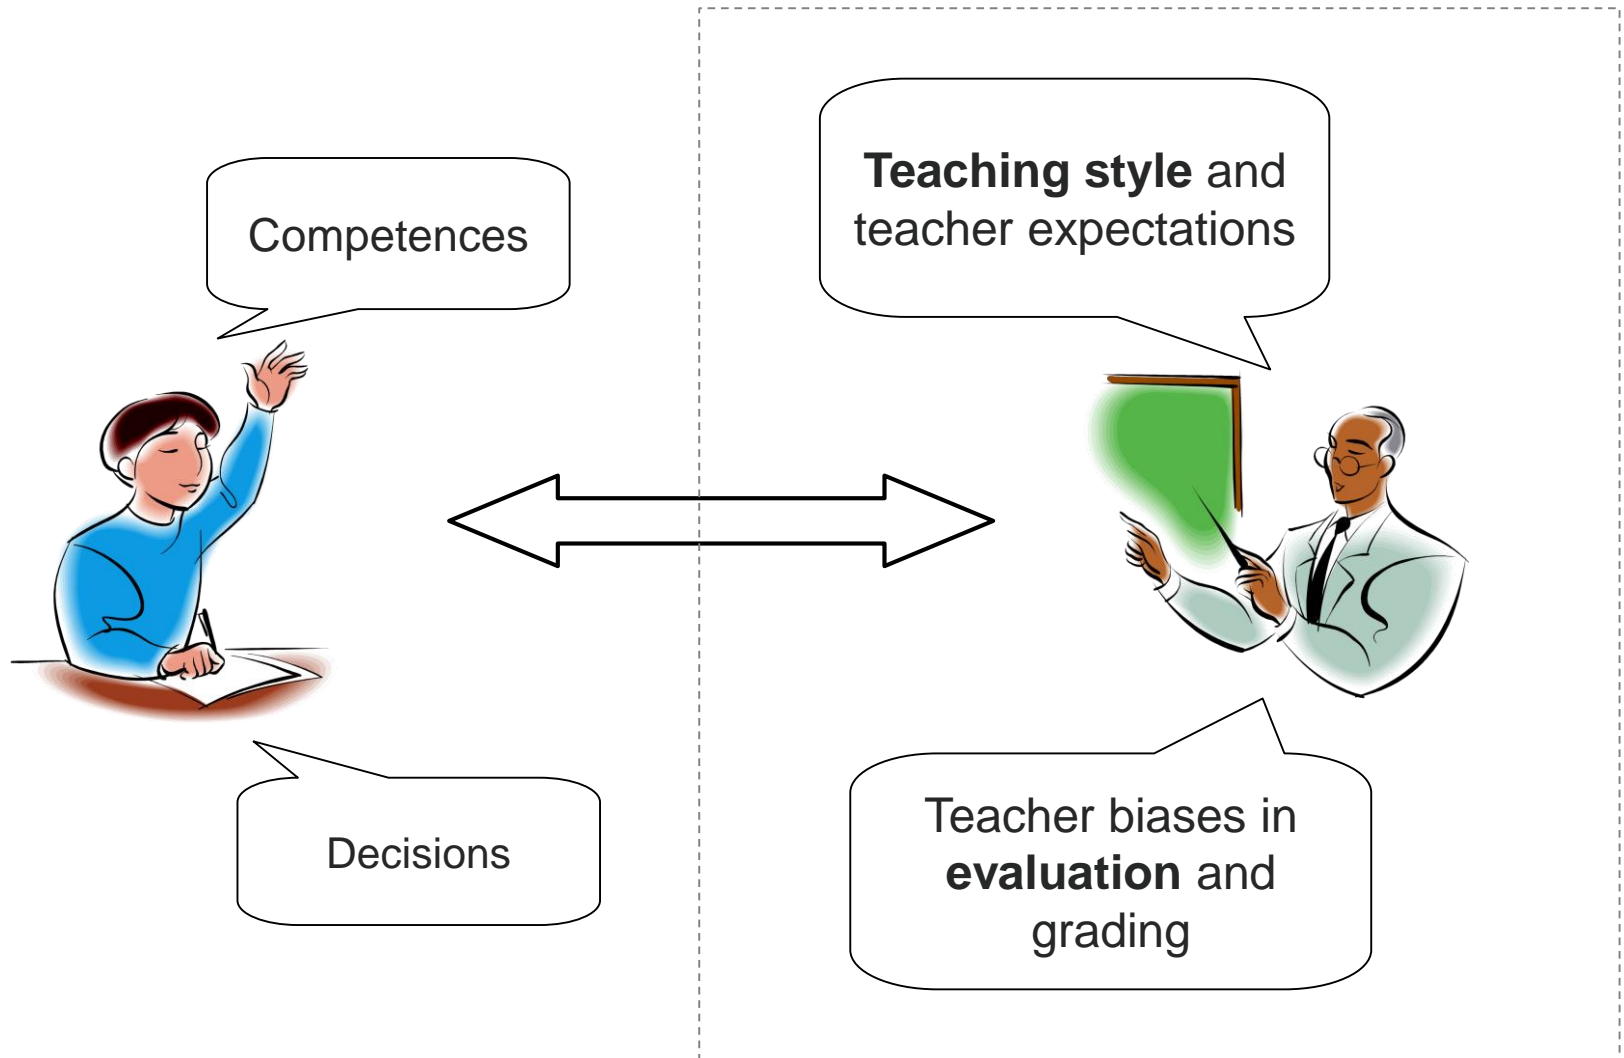 Competences
Teaching style and
teacher expectations
Decisions
Teacher biases in
evaluation and
grading